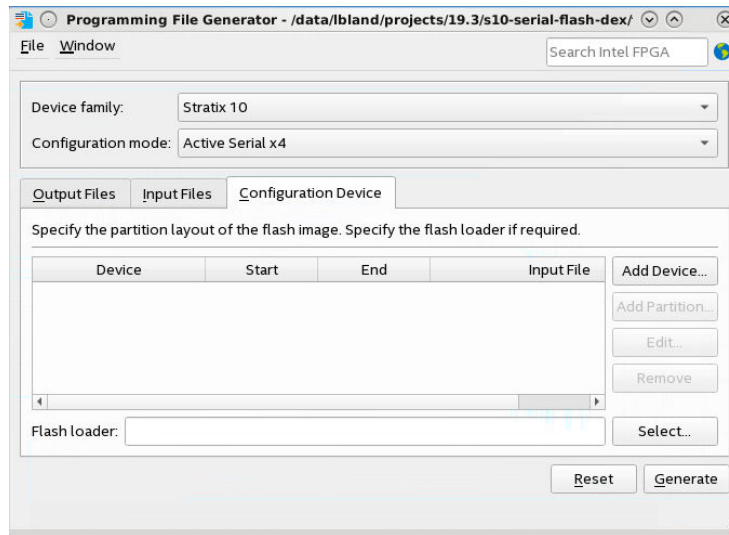 Programming File Generator - /data/lbland/projects/19.3/s10-serial-flash-dex/
File Window
Search Intel FPGA
Device family: Stratix 10
Configuration mode: Active Serial x4
Output Files Input Files Configuration Device
Specify the partition layout of the flash image. Specify the flash loader if required.
Device Start End Input File Add Device...
Add Partition...
Edit...
Remove
Flash loader: Select...
Reset Generate